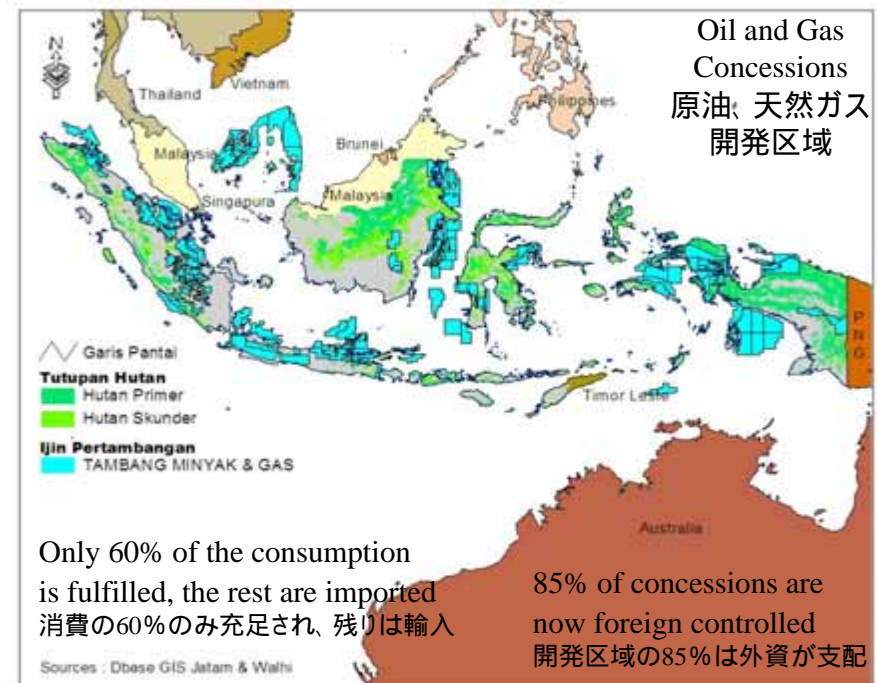 Oil and Gas
Concessions
原油、天然ガス
開発区域
N
Vietnam
Thailand
Philippines
Brunei
Malaysia
Malaysia
Singapura
PNG
Garis Pantai
Tutupan Hutan
Hutan Primer
Hutan Skunder
Timor Leste
Ijin Pertambangan
TAMBANG MINYAK & GAS
Australia
Only 60% of the consumption
is fulfilled, the rest are imported
消費の60%のみ充足され、残りは輸入
85% of concessions are
now foreign controlled
開発区域の85%は外資が支配
Sources : Dbase GIS Jatam & Walhi